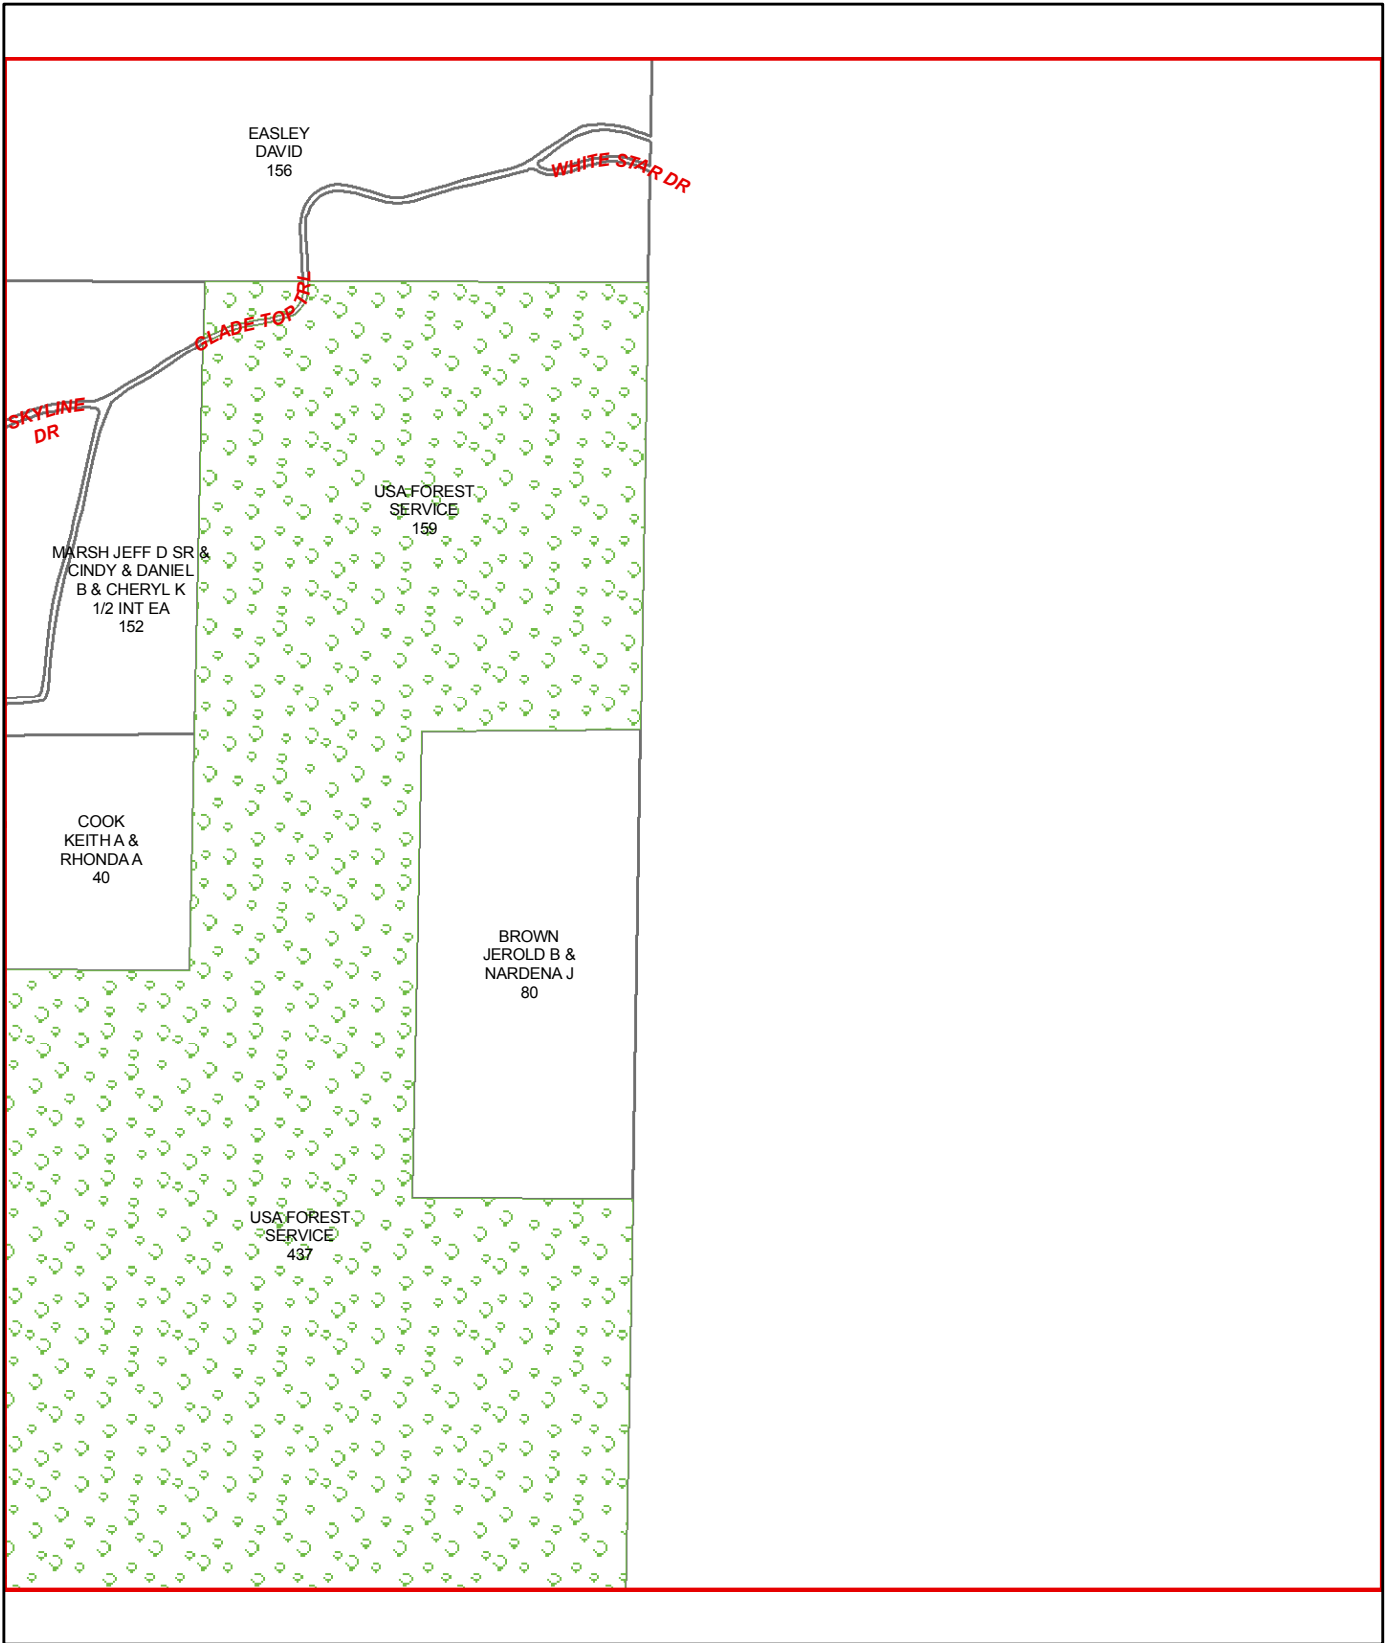 EASLEY
DAVID
156
WHITE STAR DR
GLADE TOP TRL
SKYLINE
DR
USA FOREST
SERVICE
159
MARSH JEFF D SR &
CINDY & DANIEL
B & CHERYL K
1/2 INT EA
152
COOK
KEITH A &
RHONDA A
40
BROWN
JEROLD B &
NARDENA J
80
USA FOREST
SERVICE
437